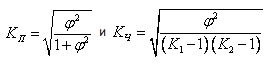 K_П = √(φ² / (1 + φ²)) и K_Ч = √(φ² / ((K₁ − 1)(K₂ − 1)))